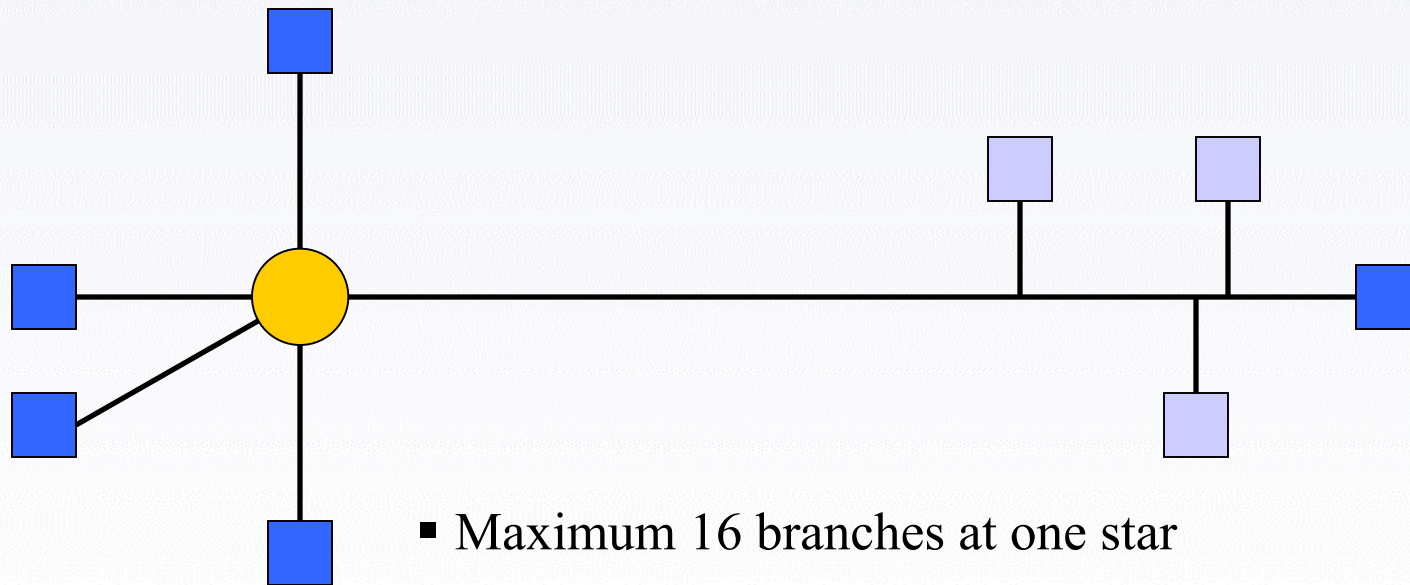 ▪ Maximum 16 branches at one star